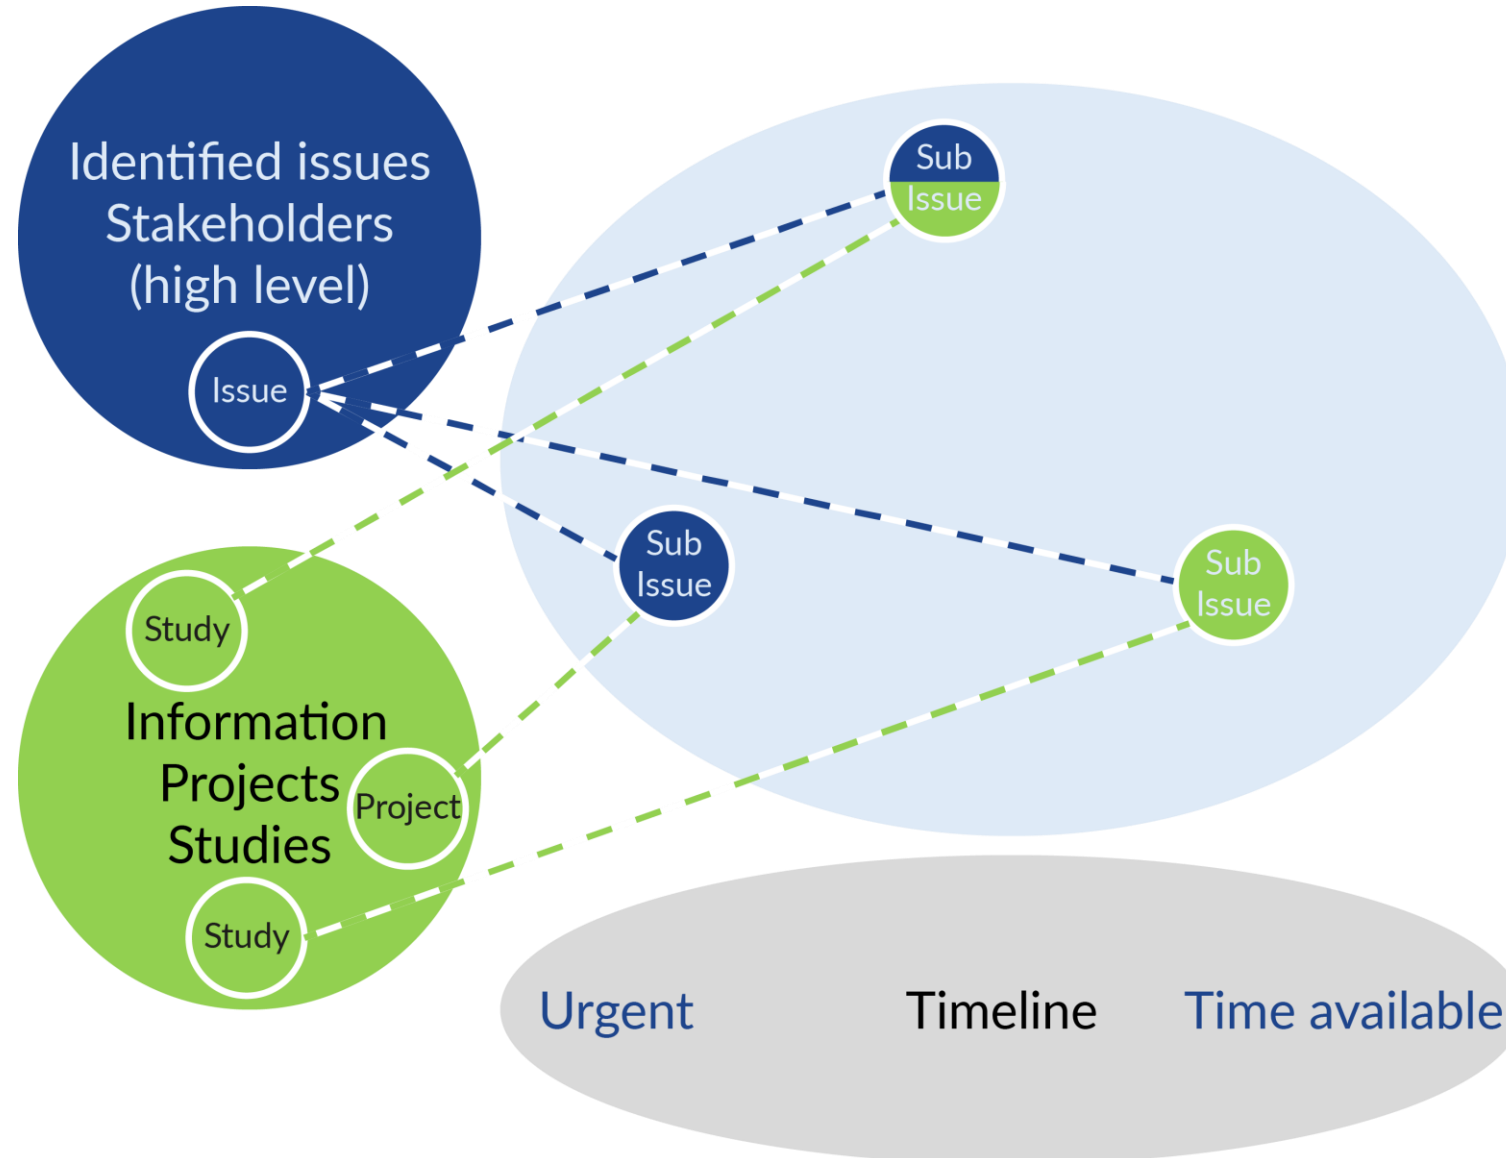 Identified issues
Stakeholders
(high level)
Issue
Sub
Issue
Sub
Issue
Sub
Issue
Study
Information
Projects
Project
Studies
Study
Urgent
Timeline
Time available